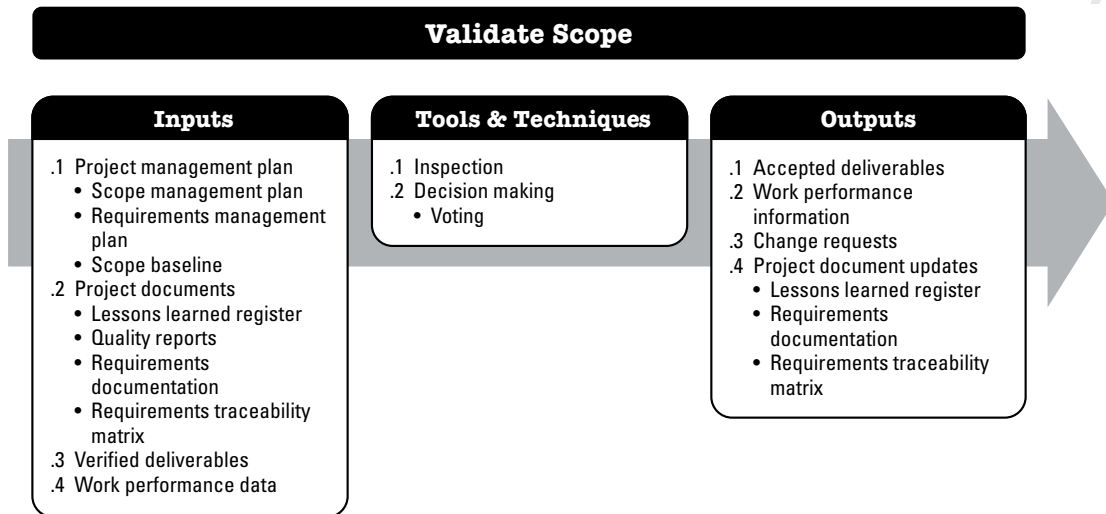 Validate Scope
Inputs
.1 Project management plan
• Scope management plan
• Requirements management
plan
• Scope baseline
.2 Project documents
• Lessons learned register
• Quality reports
• Requirements
documentation
• Requirements traceability
matrix
.3 Verified deliverables
.4 Work performance data
Tools & Techniques
.1 Inspection
.2 Decision making
• Voting
Outputs
.1 Accepted deliverables
.2 Work performance
information
.3 Change requests
.4 Project document updates
• Lessons learned register
• Requirements
documentation
• Requirements traceability
matrix